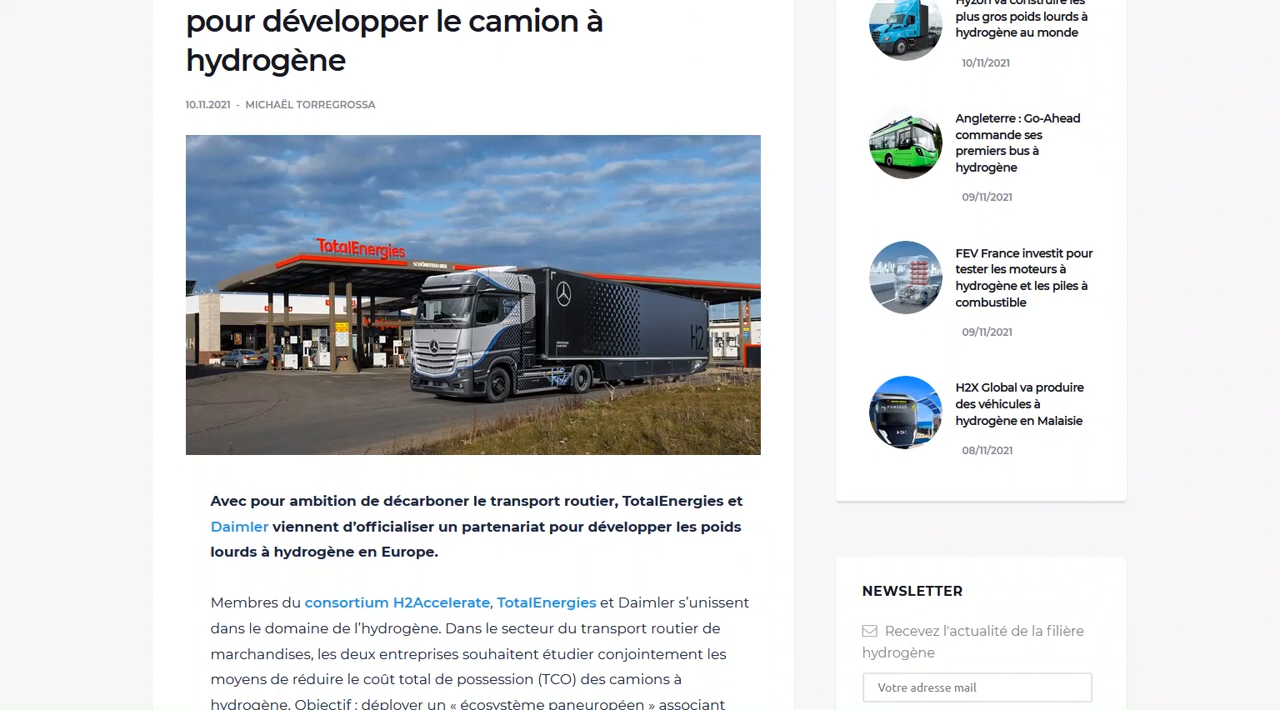 pour développer le camion à
hydrogène
10.11.2021 - MICHAËL TORREGROSSA
TotalEnergies
H2
Avec pour ambition de décarboner le transport routier, TotalEnergies et
Daimler viennent d’officialiser un partenariat pour développer les poids
lourds à hydrogène en Europe.
Membres du consortium H2Accelerate, TotalEnergies et Daimler s’unissent
dans le domaine de l’hydrogène. Dans le secteur du transport routier de
marchandises, les deux entreprises souhaitent étudier conjointement les
moyens de réduire le coût total de possession (TCO) des camions à
hydrogène. Objectif : déployer un « écosystème paneuropéen » associant
Hyzon va construire les
plus gros poids lourds à
hydrogène au monde
10/11/2021
Angleterre : Go-Ahead
commande ses
premiers bus à
hydrogène
09/11/2021
FEV France investit pour
tester les moteurs à
hydrogène et les piles à
combustible
09/11/2021
H2X Global va produire
des véhicules à
hydrogène en Malaisie
08/11/2021
NEWSLETTER
Recevez l'actualité de la filière
hydrogène
Votre adresse mail